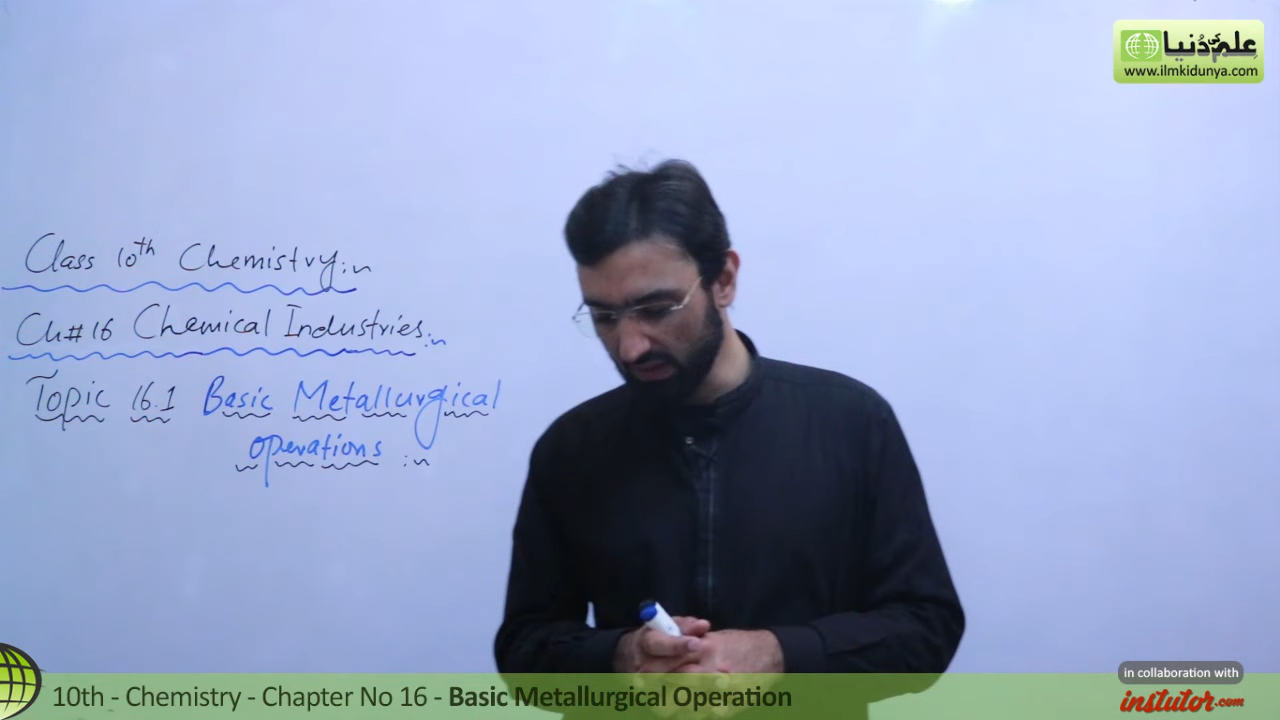 علم کی دُنیا
www.ilmkidunya.com
Class 10th Chemistry:~
Ch#16 Chemical Industries:~
Topic 16.1 Basic Metallurgical
operations :~
in collaboration with
instutor.com
10th - Chemistry - Chapter No 16 - Basic Metallurgical Operation